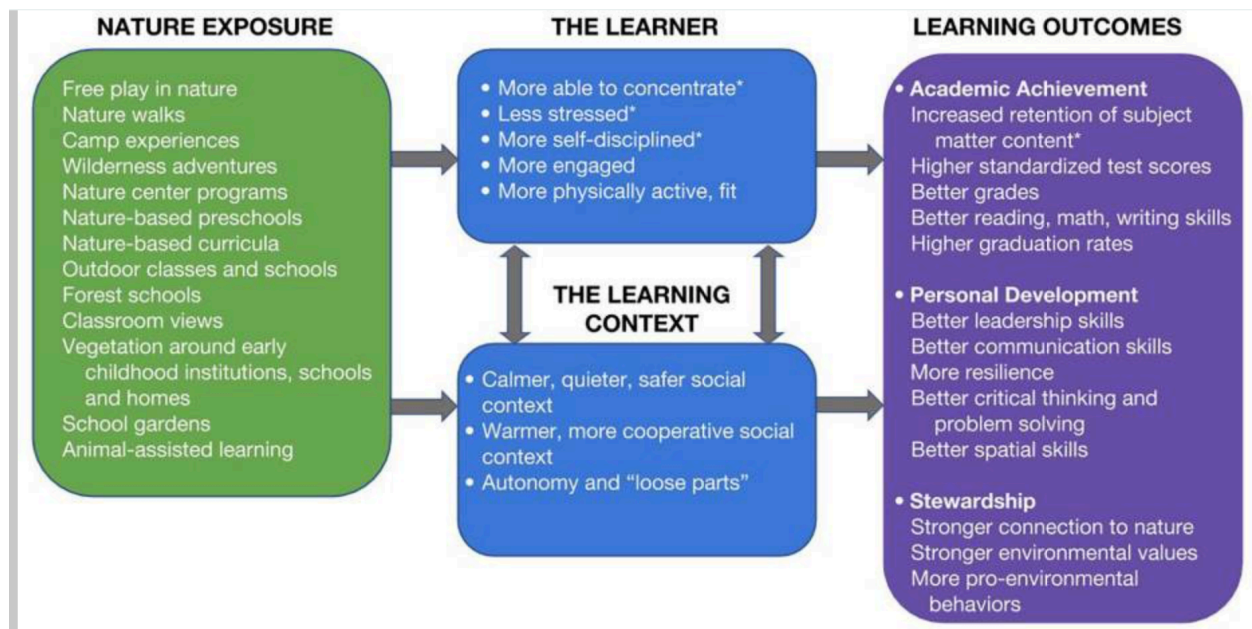 NATURE EXPOSURE
Free play in nature
Nature walks
Camp experiences
Wilderness adventures
Nature center programs
Nature-based preschools
Nature-based curricula
Outdoor classes and schools
Forest schools
Classroom views
Vegetation around early
childhood institutions, schools
and homes
School gardens
Animal-assisted learning
THE LEARNER
• More able to concentrate*
• Less stressed*
• More self-disciplined*
• More engaged
• More physically active, fit
THE LEARNING
CONTEXT
• Calmer, quieter, safer social
context
• Warmer, more cooperative social
context
• Autonomy and “loose parts”
LEARNING OUTCOMES
• Academic Achievement
Increased retention of subject
matter content*
Higher standardized test scores
Better grades
Better reading, math, writing skills
Higher graduation rates
• Personal Development
Better leadership skills
Better communication skills
More resilience
Better critical thinking and
problem solving
Better spatial skills
• Stewardship
Stronger connection to nature
Stronger environmental values
More pro-environmental
behaviors